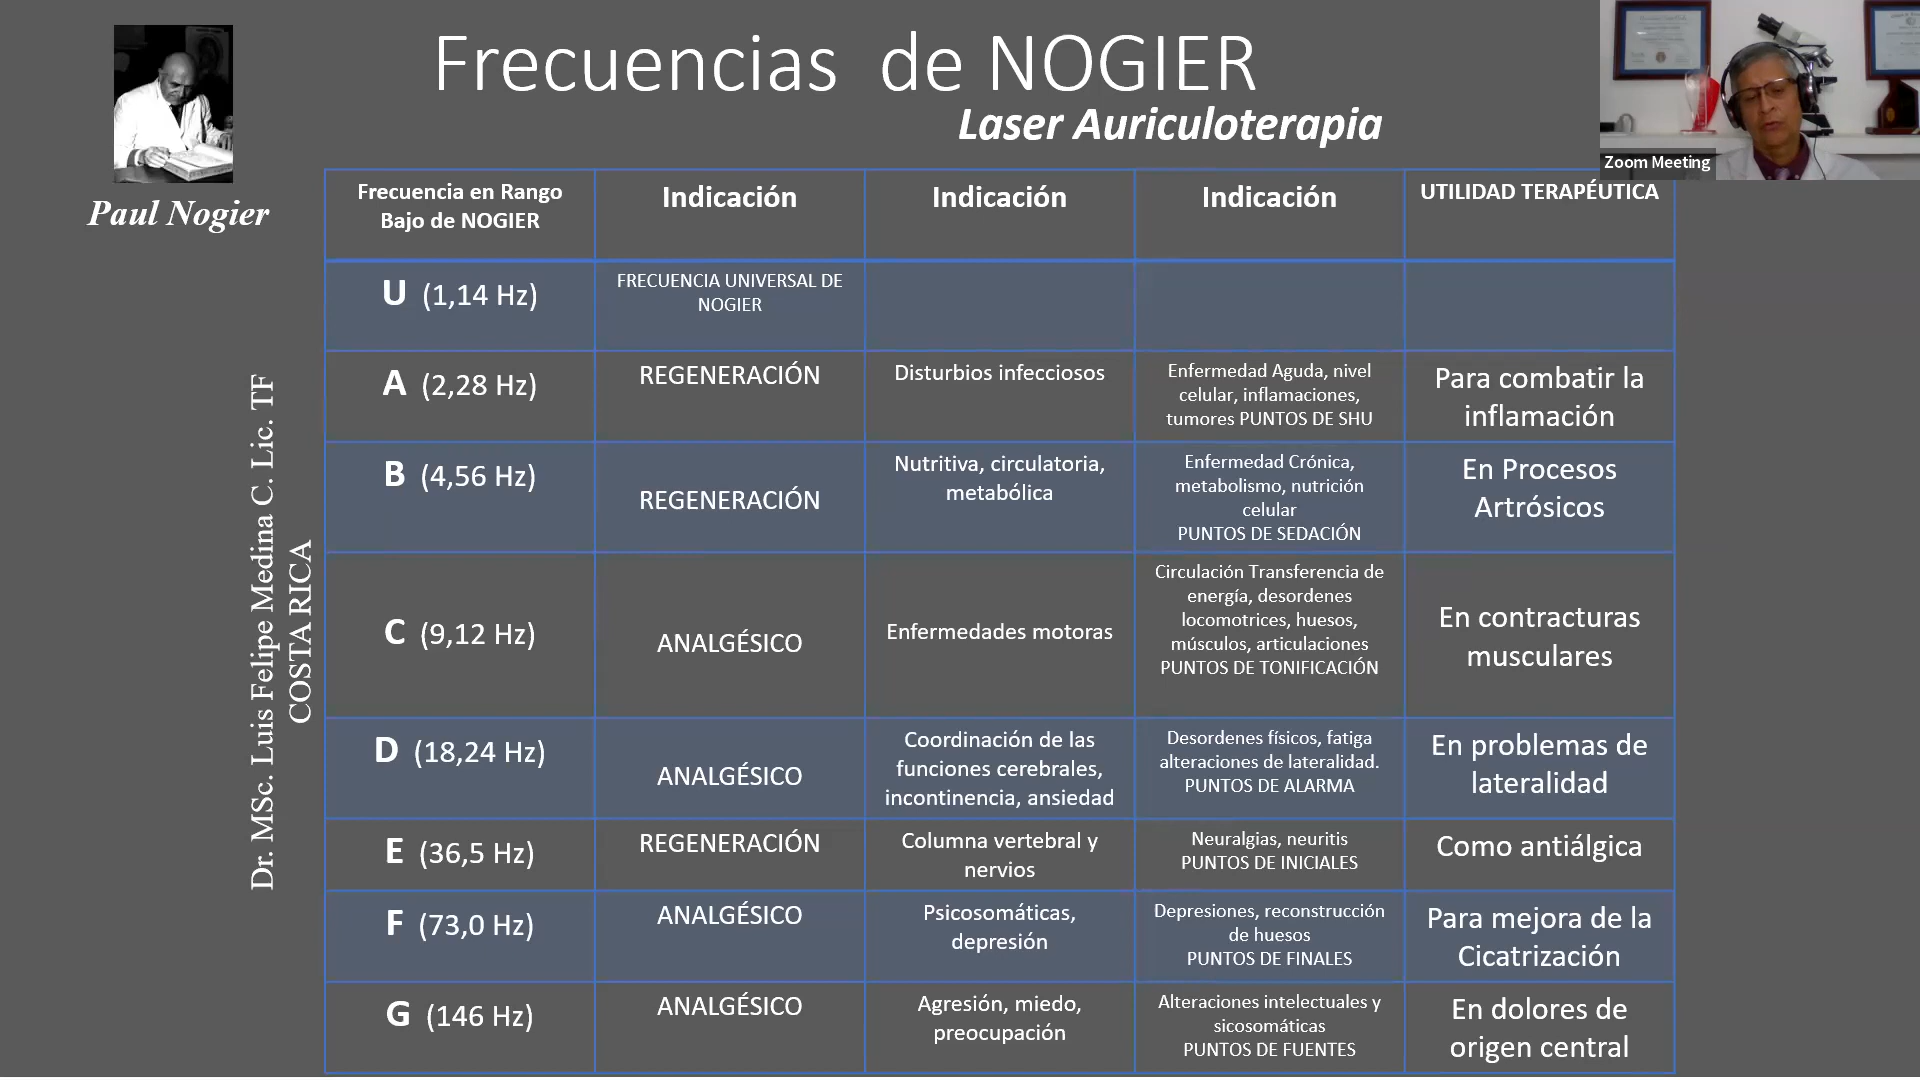 Frecuencias de NOGIER
Laser Auriculoterapia
Zoom Meeting
Paul Nogier
Dr. MSc. Luis Felipe Medina C. Lic. TF
COSTA RICA
Frecuencia en Rango
Bajo de NOGIER
Indicación
Indicación
Indicación
UTILIDAD TERAPÉUTICA
U (1,14 Hz)
FRECUENCIA UNIVERSAL DE
NOGIER
A (2,28 Hz)
REGENERACIÓN
Disturbios infecciosos
Enfermedad Aguda, nivel
celular, inflamaciones,
tumores PUNTOS DE SHU
Para combatir la
inflamación
B (4,56 Hz)
REGENERACIÓN
Nutritiva, circulatoria,
metabólica
Enfermedad Crónica,
metabolismo, nutrición
celular
PUNTOS DE SEDACIÓN
En Procesos
Artrósicos
C (9,12 Hz)
ANALGÉSICO
Enfermedades motoras
Circulación Transferencia de
energía, desordenes
locomotrices, huesos,
músculos, articulaciones
PUNTOS DE TONIFICACIÓN
En contracturas
musculares
D (18,24 Hz)
ANALGÉSICO
Coordinación de las
funciones cerebrales,
incontinencia, ansiedad
Desordenes físicos, fatiga
alteraciones de lateralidad.
PUNTOS DE ALARMA
En problemas de
lateralidad
E (36,5 Hz)
REGENERACIÓN
Columna vertebral y
nervios
Neuralgias, neuritis
PUNTOS DE INICIALES
Como antiálgica
F (73,0 Hz)
ANALGÉSICO
Psicosomáticas,
depresión
Depresiones, reconstrucción
de huesos
PUNTOS DE FINALES
Para mejora de la
Cicatrización
G (146 Hz)
ANALGÉSICO
Agresión, miedo,
preocupación
Alteraciones intelectuales y
sicosomáticas
PUNTOS DE FUENTES
En dolores de
origen central